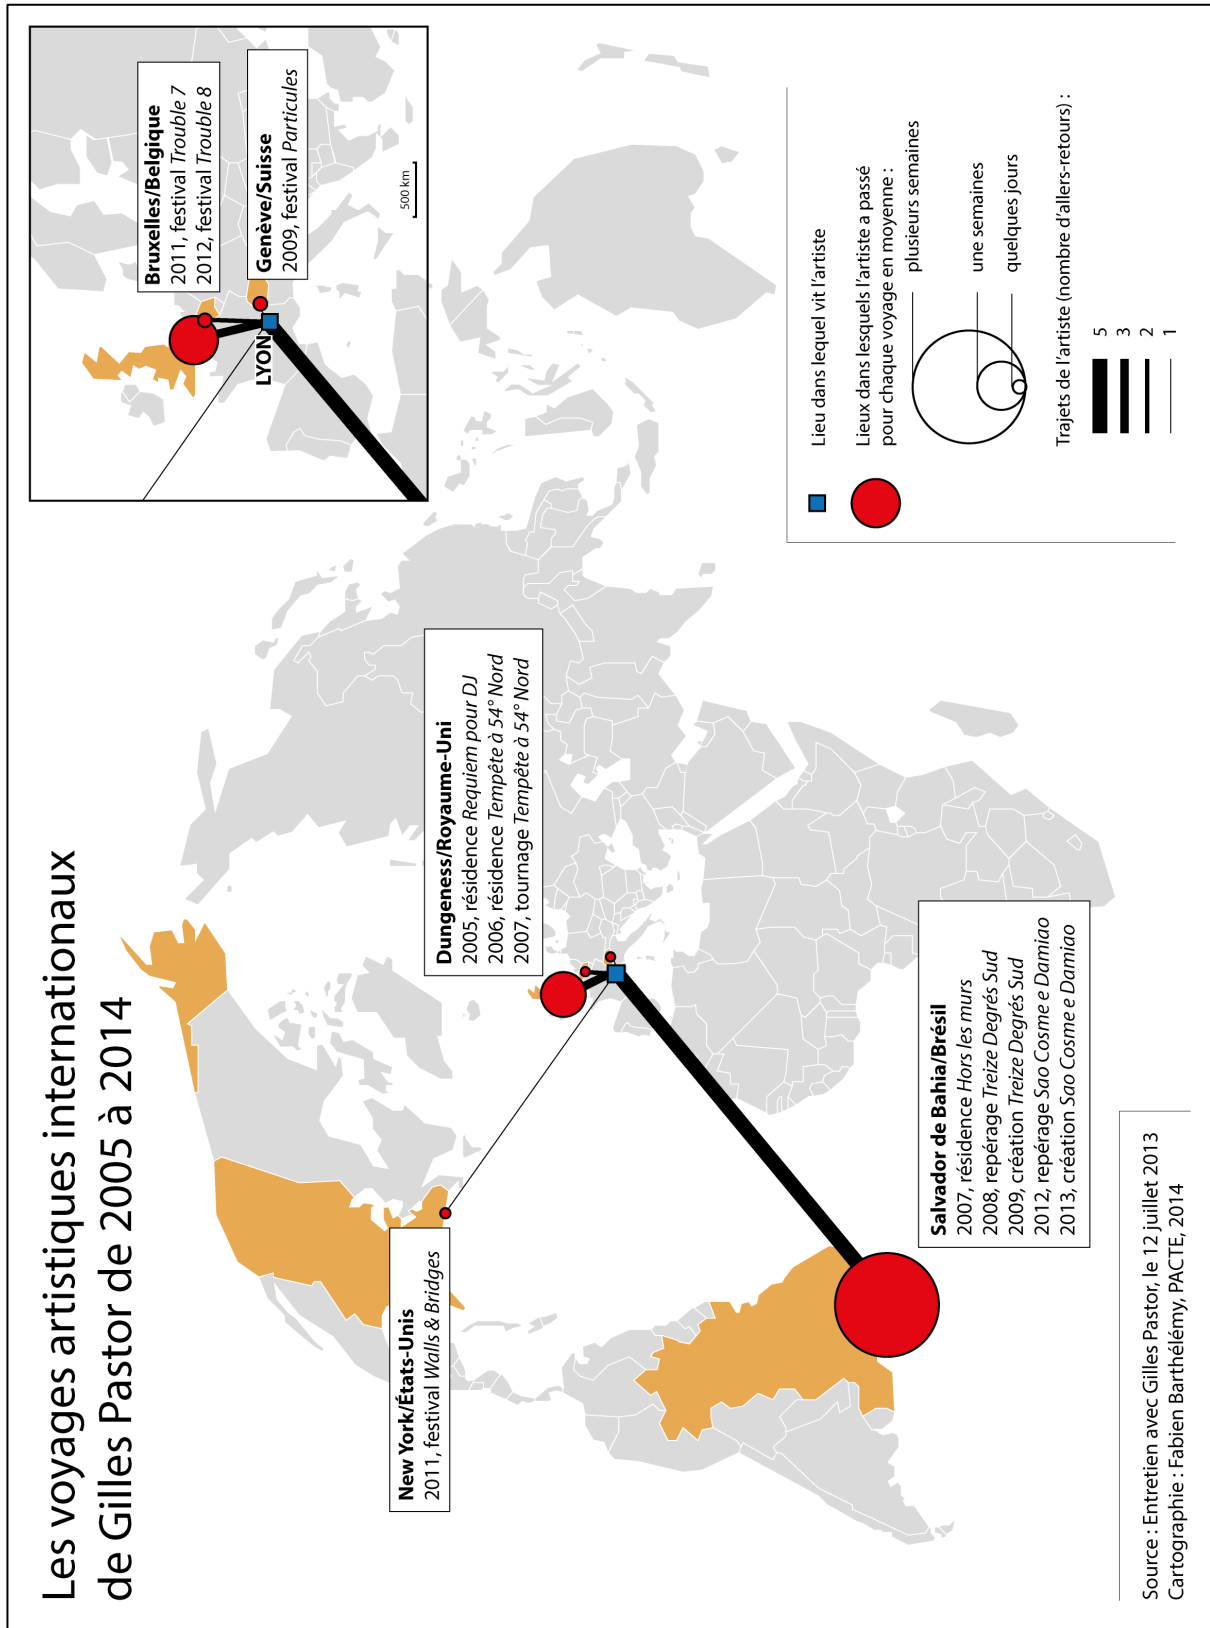 Les voyages artistiques internationaux
de Gilles Pastor de 2005 à 2014
Bruxelles/Belgique
2011, festival Trouble 7
2012, festival Trouble 8
Genève/Suisse
2009, festival Particules
LYON
500 km
Dungeness/Royaume-Uni
2005, résidence Requiem pour DJ
2006, résidence Tempête à 54° Nord
2007, tournage Tempête à 54° Nord
New York/États-Unis
2011, festival Walls & Bridges
Salvador de Bahia/Brésil
2007, résidence Hors les murs
2008, repérage Treize Degrés Sud
2009, création Treize Degrés Sud
2012, repérage Sao Cosme e Damiao
2013, création Sao Cosme e Damiao
Lieu dans lequel vit l'artiste
Lieux dans lesquels l'artiste a passé
pour chaque voyage en moyenne :
plusieurs semaines
une semaines
quelques jours
Trajets de l'artiste (nombre d'allers-retours) :
5
3
2
1
Source : Entretien avec Gilles Pastor, le 12 juillet 2013
Cartographie : Fabien Barthélémy, PACTE, 2014